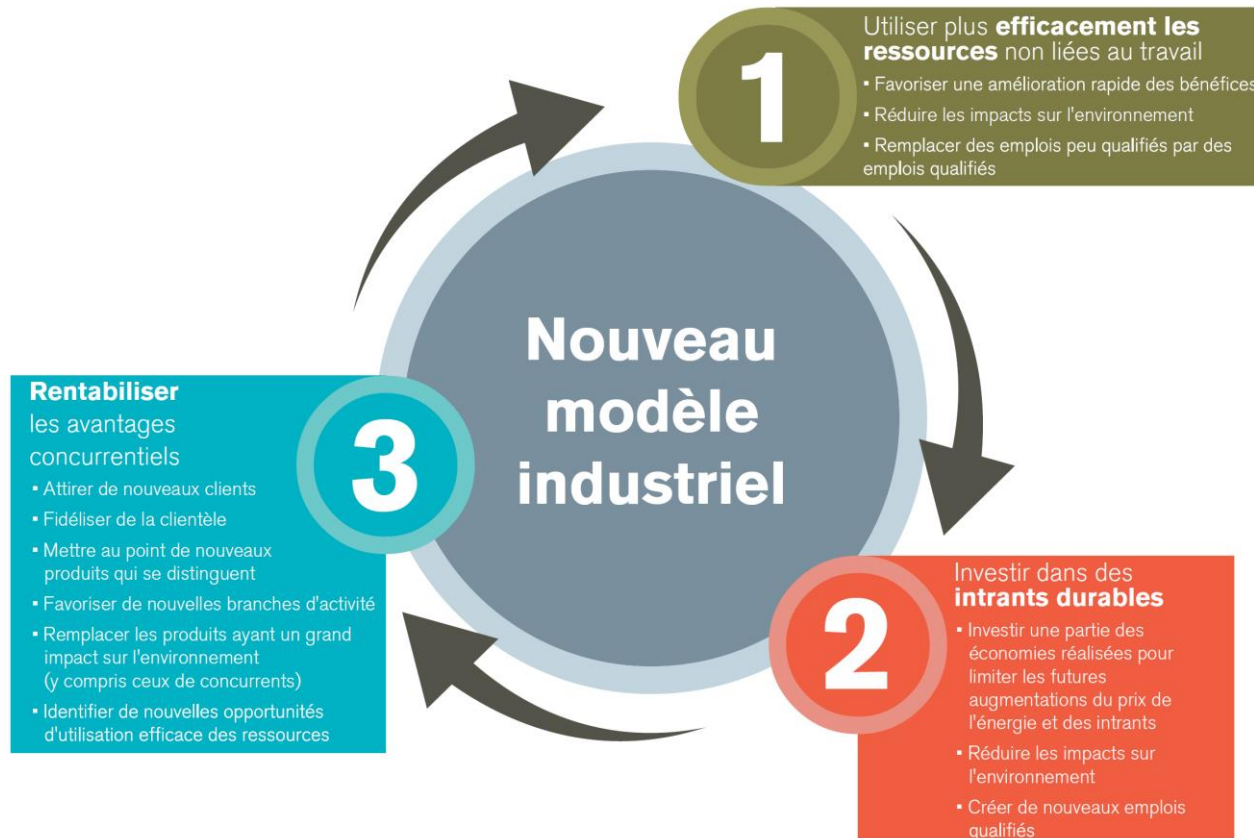 1
Utiliser plus efficacement les
ressources non liées au travail
▪ Favoriser une amélioration rapide des bénéfices
▪ Réduire les impacts sur l'environnement
▪ Remplacer des emplois peu qualifiés par des
emplois qualifiés
Nouveau
modèle
industriel
2
Investir dans des
intrants durables
▪ Investir une partie des
économies réalisées pour
limiter les futures
augmentations du prix de
l'énergie et des intrants
▪ Réduire les impacts sur
l'environnement
▪ Créer de nouveaux emplois
qualifiés
3
Rentabiliser
les avantages
concurrentiels
▪ Attirer de nouveaux clients
▪ Fidéliser de la clientèle
▪ Mettre au point de nouveaux
produits qui se distinguent
▪ Favoriser de nouvelles branches d'activité
▪ Remplacer les produits ayant un grand
impact sur l'environnement
(y compris ceux de concurrents)
▪ Identifier de nouvelles opportunités
d'utilisation efficace des ressources